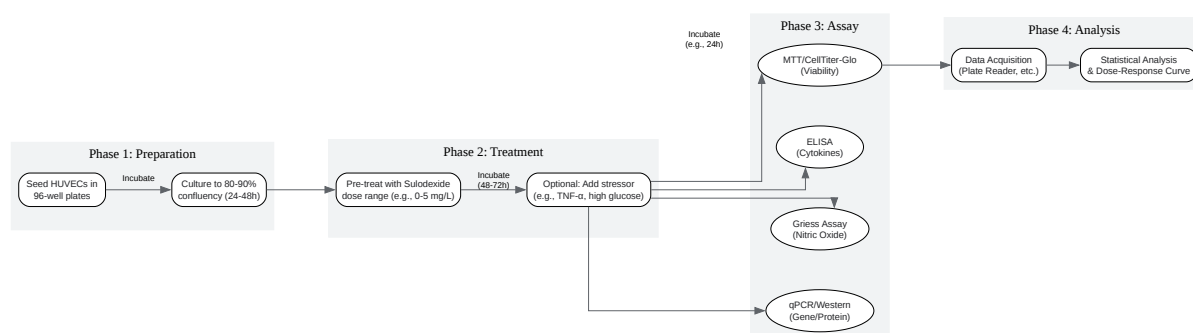 Phase 1: Preparation
Seed HUVECs in
96-well plates
Incubate
Culture to 80-90%
confluency (24-48h)
Phase 2: Treatment
Pre-treat with Sulodexide
dose range (e.g., 0-5 mg/L)
Incubate
(48-72h)
Optional: Add stressor
(e.g., TNF-α, high glucose)
Incubate
(e.g., 24h)
Phase 3: Assay
MTT/CellTiter-Glo
(Viability)
ELISA
(Cytokines)
Griess Assay
(Nitric Oxide)
qPCR/Western
(Gene/Protein)
Phase 4: Analysis
Data Acquisition
(Plate Reader, etc.)
Statistical Analysis
& Dose-Response Curve